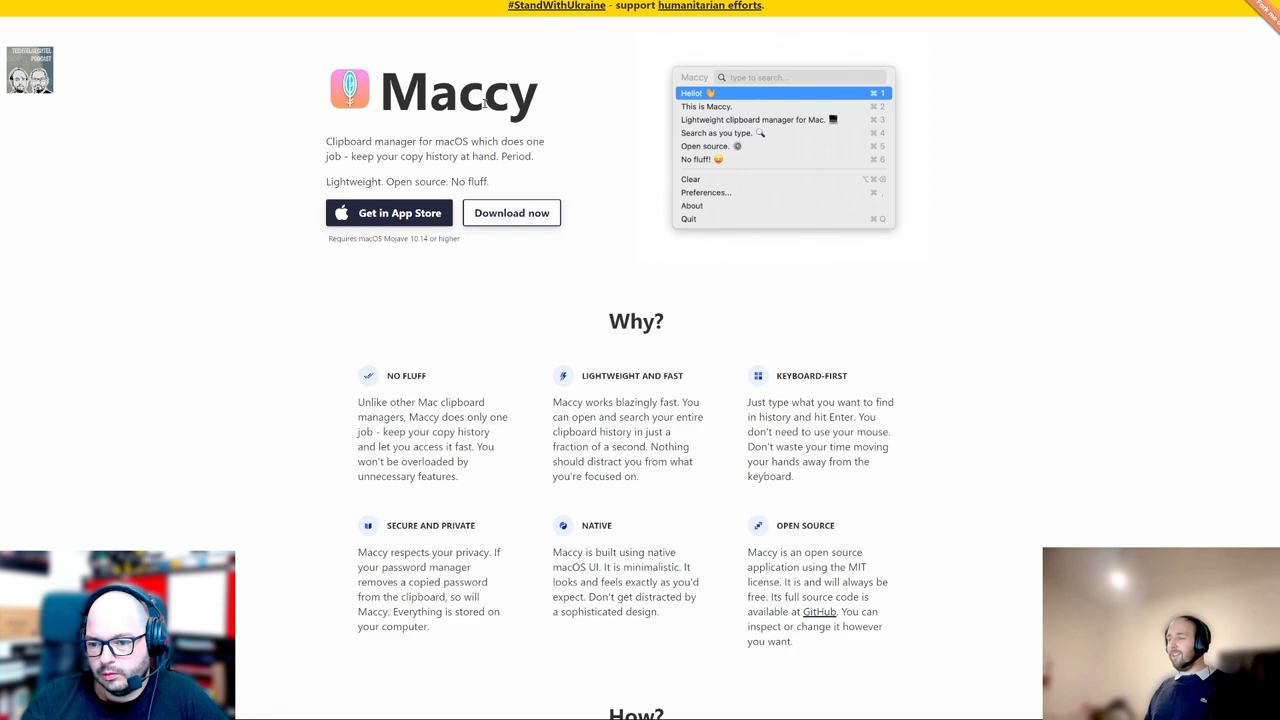 #StandWithUkraine - support humanitarian efforts.
Fork me
TECHTELMECHTEL
PODCAST
Maccy
Clipboard manager for macOS which does one
job - keep your copy history at hand. Period.
Lightweight. Open source. No fluff.
Get in App Store
Download now
Requires macOS Mojave 10.14 or higher
Maccy type to search...
Hello! 👋 ⌘ 1
This is Maccy. ⌘ 2
Lightweight clipboard manager for Mac. ⌘ 3
Search as you type. 🔍 ⌘ 4
Open source. ⌘ 5
No fluff! ⌘ 6
Clear ⌥⌘⌫
Preferences... ⌘ ,
About
Quit ⌘ Q
Why?
NO FLUFF
Unlike other Mac clipboard
managers, Maccy does only one
job - keep your copy history
and let you access it fast. You
won't be overloaded by
unnecessary features.
LIGHTWEIGHT AND FAST
Maccy works blazingly fast. You
can open and search your entire
clipboard history in just a
fraction of a second. Nothing
should distract you from what
you're focused on.
KEYBOARD-FIRST
Just type what you want to find
in history and hit Enter. You
don't need to use your mouse.
Don't waste your time moving
your hands away from the
keyboard.
SECURE AND PRIVATE
Maccy respects your privacy. If
your password manager
removes a copied password
from the clipboard, so will
Maccy. Everything is stored on
your computer.
NATIVE
Maccy is built using native
macOS UI. It is minimalistic. It
looks and feels exactly as you'd
expect. Don't get distracted by
a sophisticated design.
OPEN SOURCE
Maccy is an open source
application using the MIT
license. It is and will always be
free. Its full source code is
available at GitHub. You can
inspect or change it however
you want.
How?